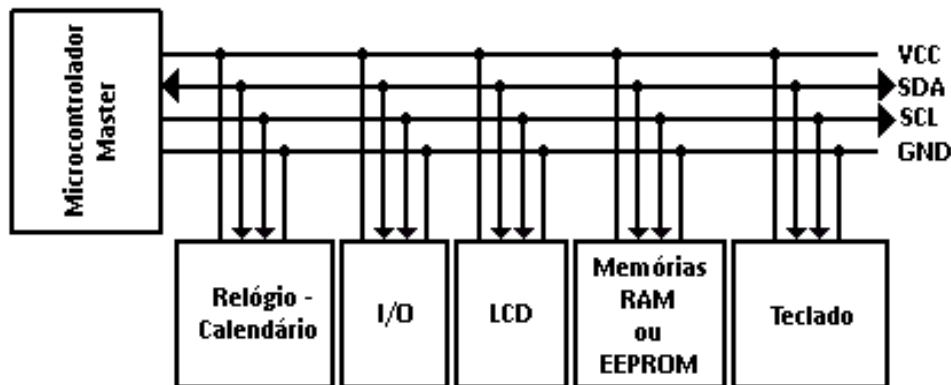 Microcontrolador
Master
VCC
SDA
SCL
GND
Relógio -
Calendário
I/O
LCD
Memórias
RAM
ou
EEPROM
Teclado